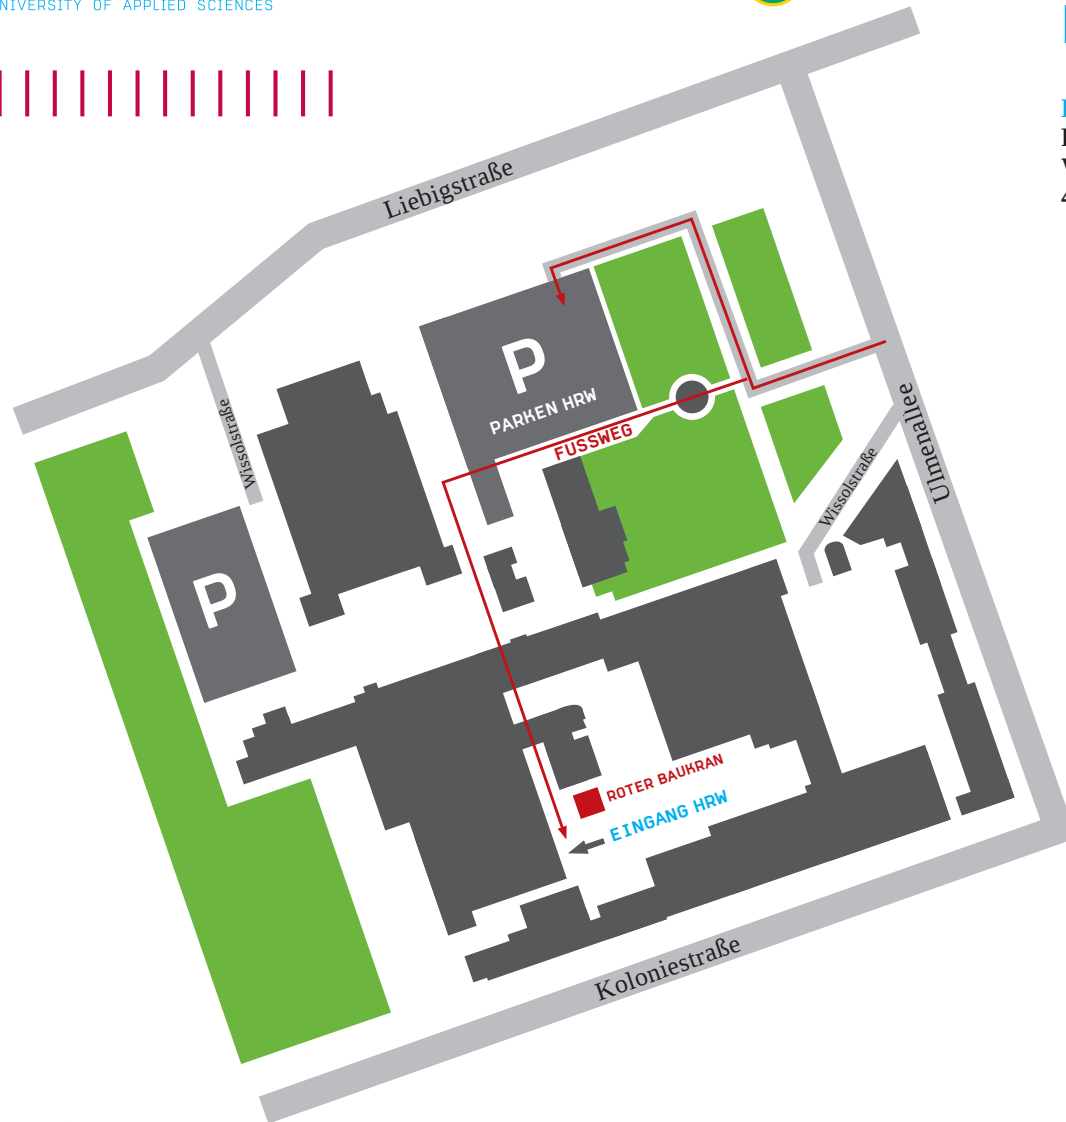 NIVERSITY OF APPLIED SCIENCES
Liebigstraße
P
PARKEN HRW
FUSSWEG
Wissolstraße
Ulmenallee
Wissolstraße
P
ROTER BAUKRAN
EINGANG HRW
Koloniestraße